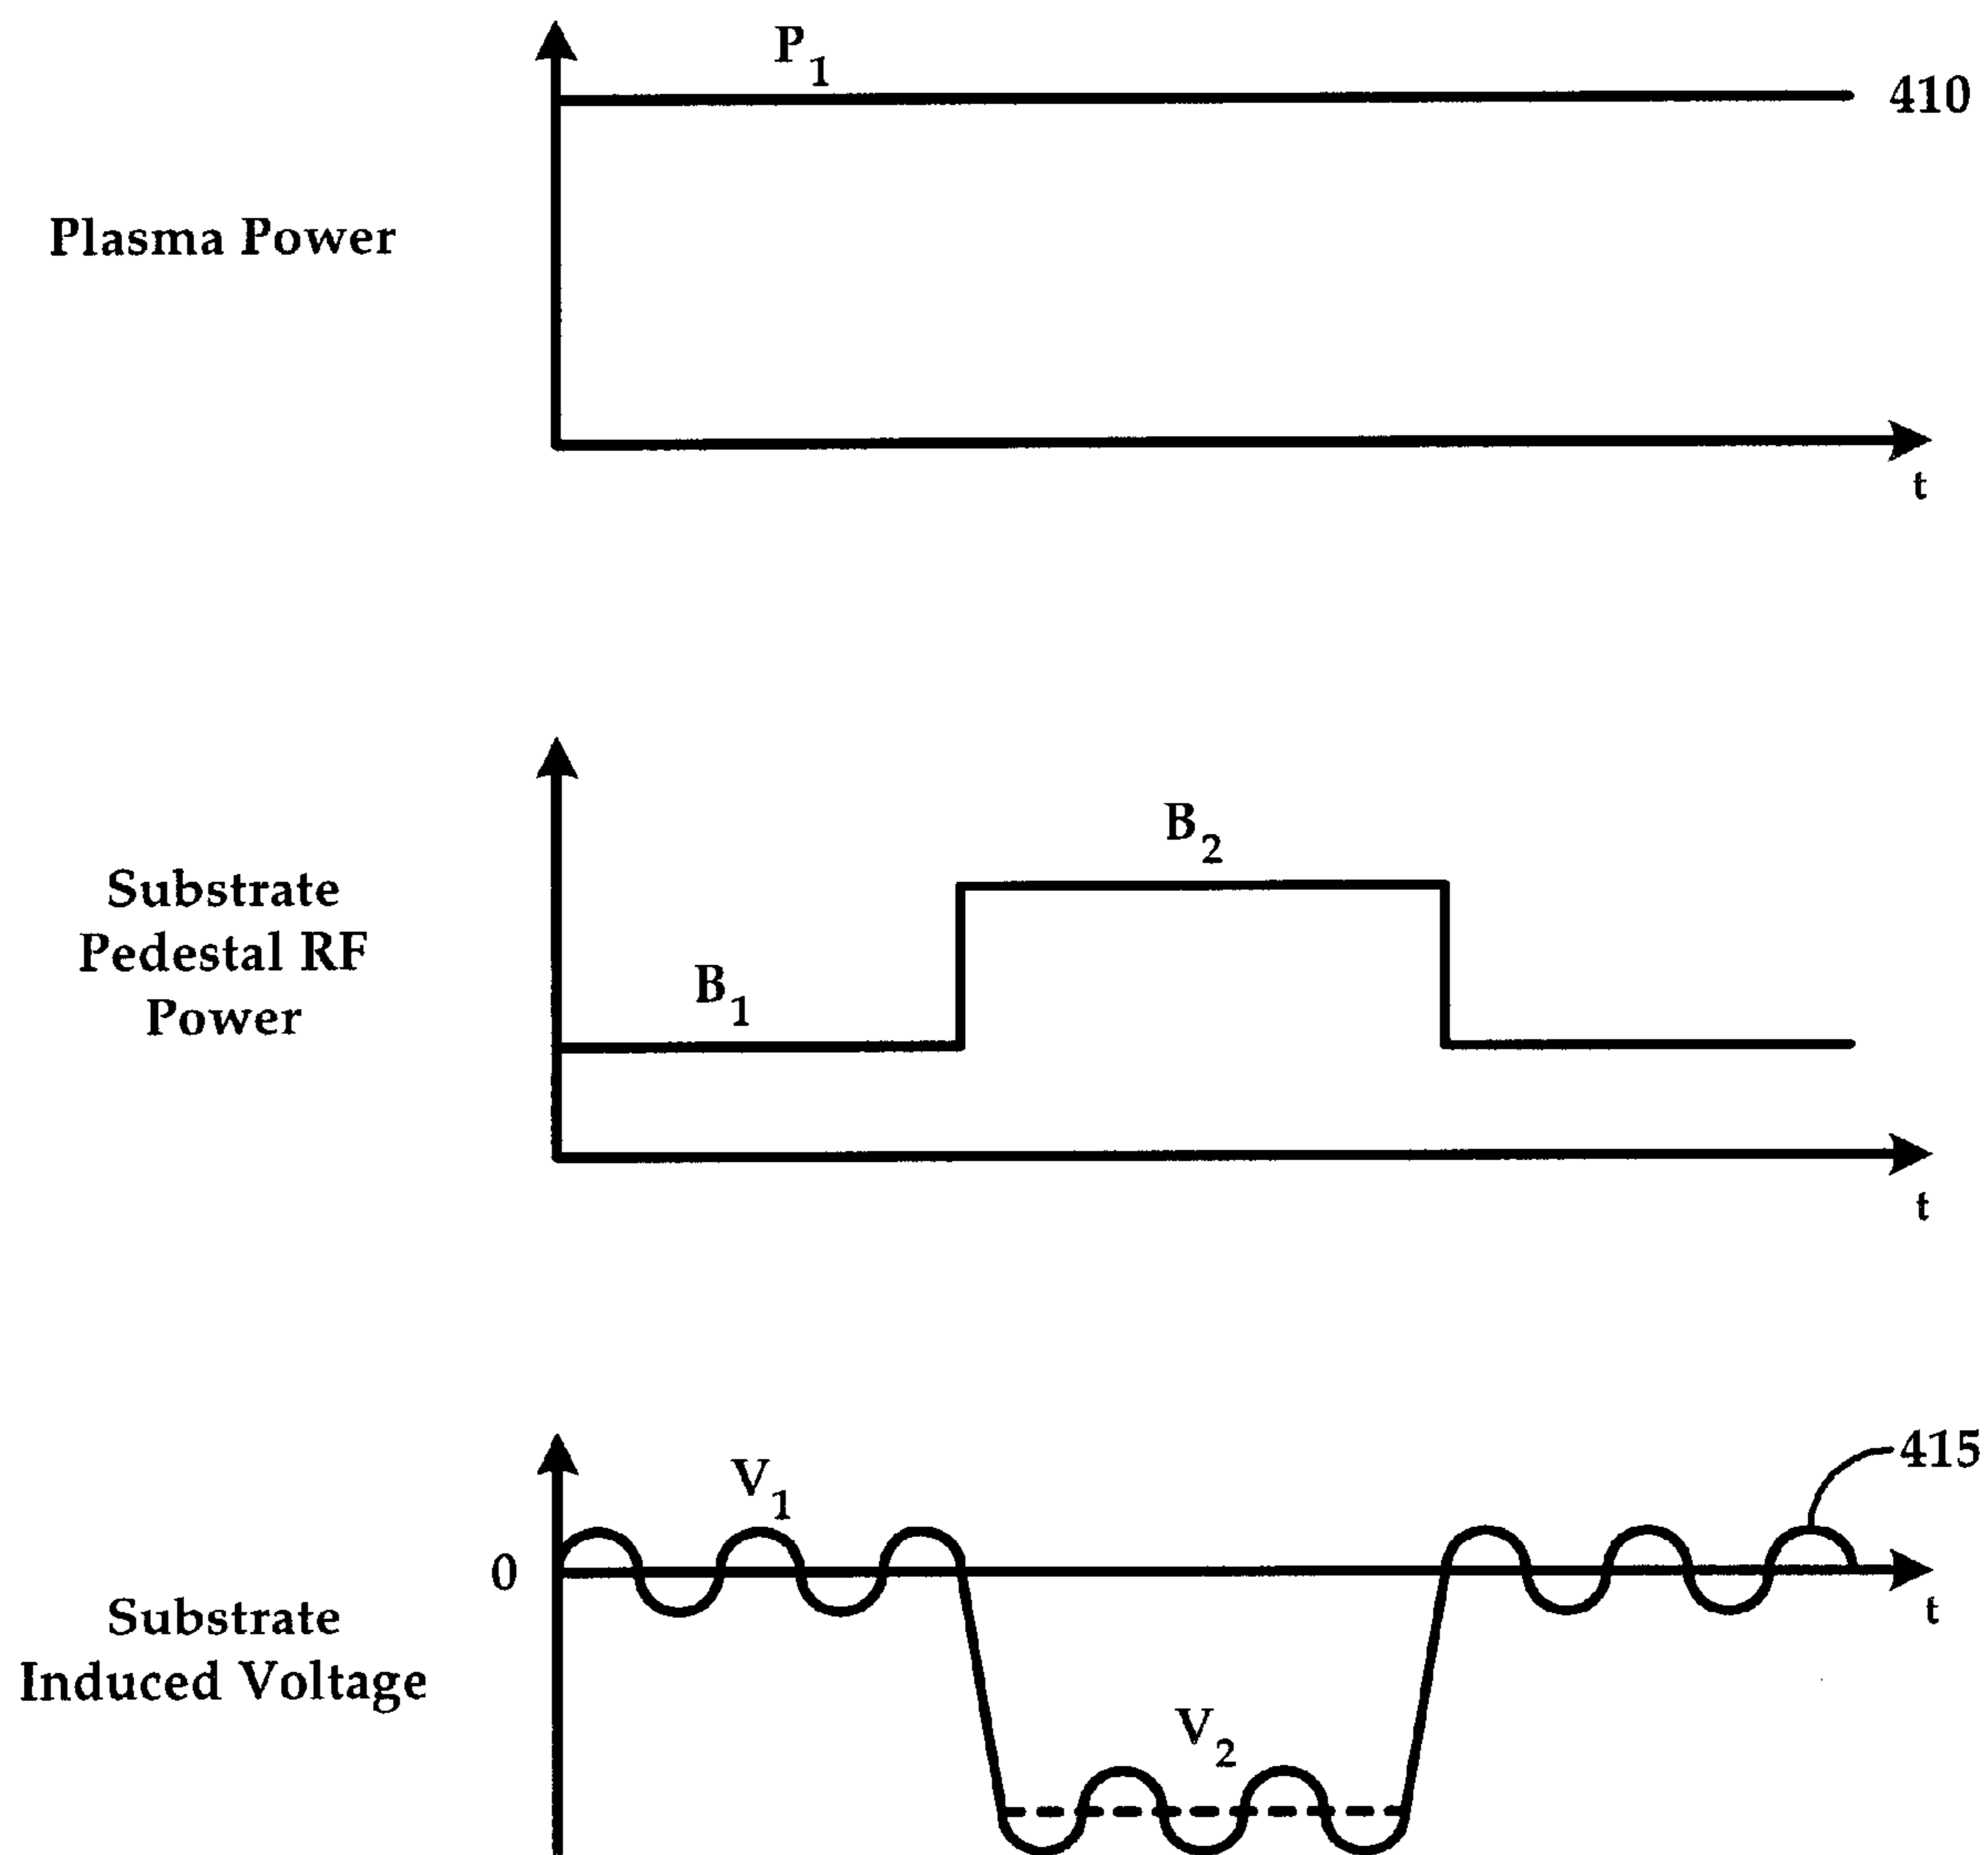 P1
410
Plasma Power
t
B2
Substrate
Pedestal RF
Power
B1
t
415
V1
0
t
Substrate
Induced Voltage
V2